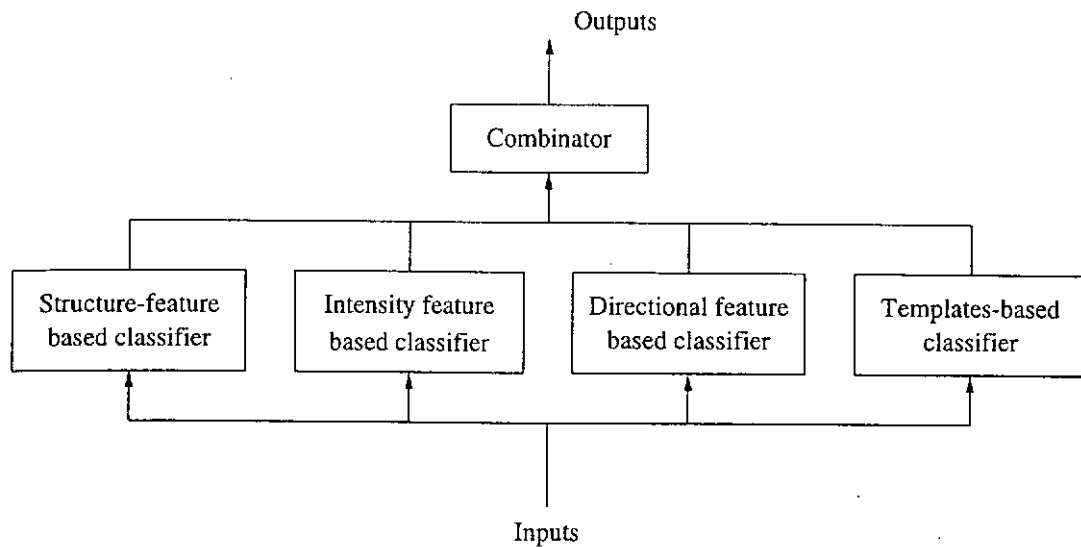 Outputs
Combinator
Structure-feature
based classifier
Intensity feature
based classifier
Directional feature
based classifier
Templates-based
classifier
Inputs